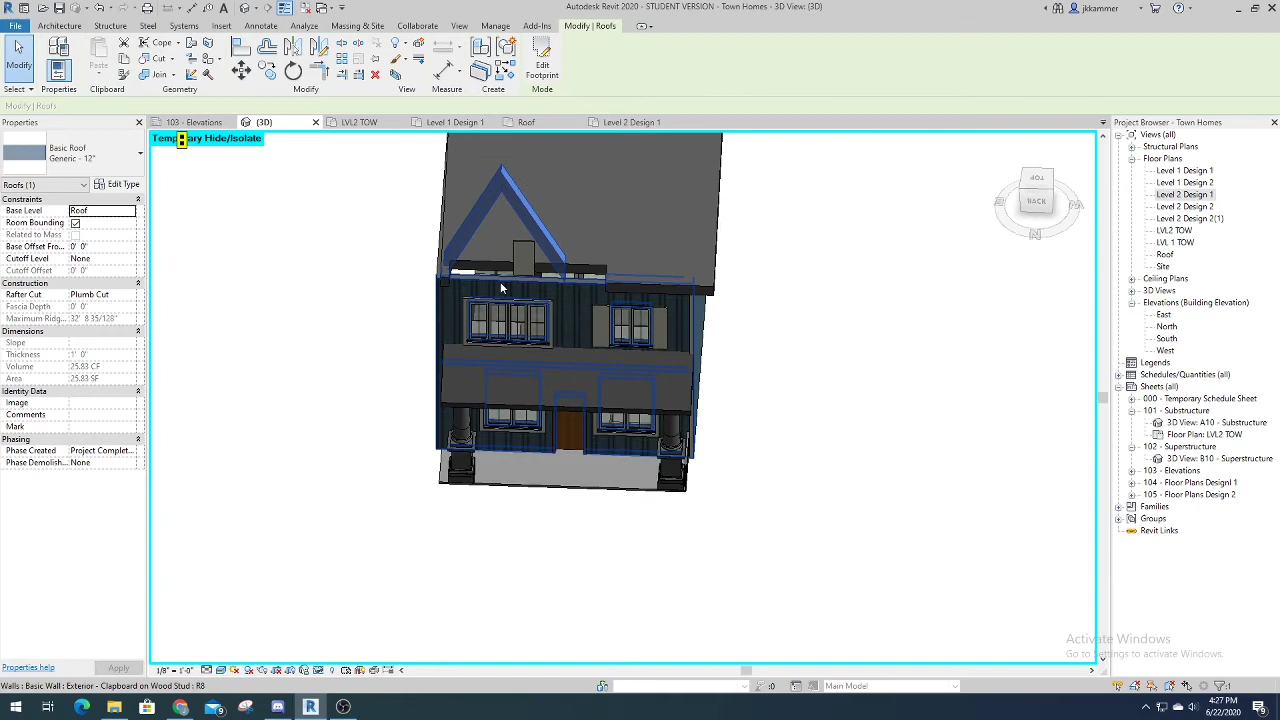 Autodesk Revit 2020 - STUDENT VERSION - Town Homes - 3D View: (3D)
jkkammer
File
Architecture
Insert
Annotate
Analyze
Massing & Site
Collaborate
View
Manage
Add-Ins
Modify | Roofs
Modify
Paste
Cope
Cut
Join
Edit
Footprint
Select
Properties
Clipboard
Geometry
Modify
View
Measure
Create
Mode
Modify | Roofs
Properties
103 - Elevations
(3D)
LVL2 TOW
Level 1 Design 1
Roof
Level 2 Design 1
Project Browser - Town Homes
Basic Roof
Generic - 12"
Roofs (1)
Edit Type
Constraints
Base Level
Roof
Room Bounding
Related to Mass
Base Offset Fro...
0' 0"
Cutoff Level
None
Cutoff Offset
0' 0"
Construction
Rafter Cut
Plumb Cut
Fascia Depth
0' 0"
Maximum Ridg...
32' 8 35/128"
Dimensions
Slope
Thickness
1' 0"
Volume
25.83 CF
Area
25.83 SF
Identity Data
Image
Comments
Mark
Phasing
Phase Created
Project Complet...
Phase Demolish...
None
Properties help
Apply
TOP
BACK
N
Views (all)
Structural Plans
Floor Plans
Level 1 Design 1
Level 1 Design 2
Level 2 Design 1
Level 2 Design 2
Level 2 Design 2(1)
LVL 1 TOW
LVL2 TOW
Roof
Site
Ceiling Plans
3D Views
Elevations (Building Elevation)
East
North
South
West
Legends
Schedules/Quantities (all)
Sheets (all)
000 - Temporary Schedule Sheet
101 - Substructure
3D View: A10 - Substructure
Floor Plan: LVL2 TOW
102 - Superstructure
3D View: B10 - Superstructure
103 - Elevations
104 - Floor Plans Design1
105 - Floor Plans Design 2
Families
Groups
Revit Links
Activate Windows
Go to Settings to activate Windows.
1/8" = 1'-0"
Walls : Basic Wall : Exterior - Clapboard on Wood Stud : R8
:0
Main Model
:1
4:27 PM
6/22/2020